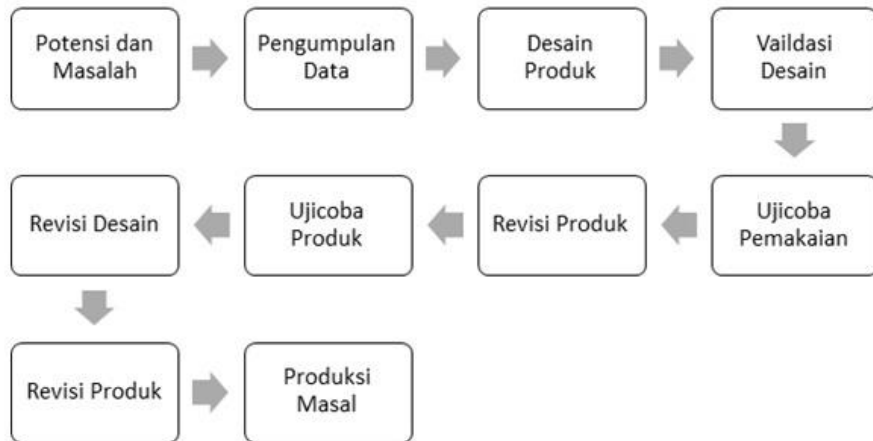 Potensi dan
Masalah
Pengumpulan
Data
Desain
Produk
Vaildasi
Desain
Ujicoba
Pemakaian
Revisi Produk
Ujicoba
Produk
Revisi Desain
Revisi Produk
Produksi
Masal